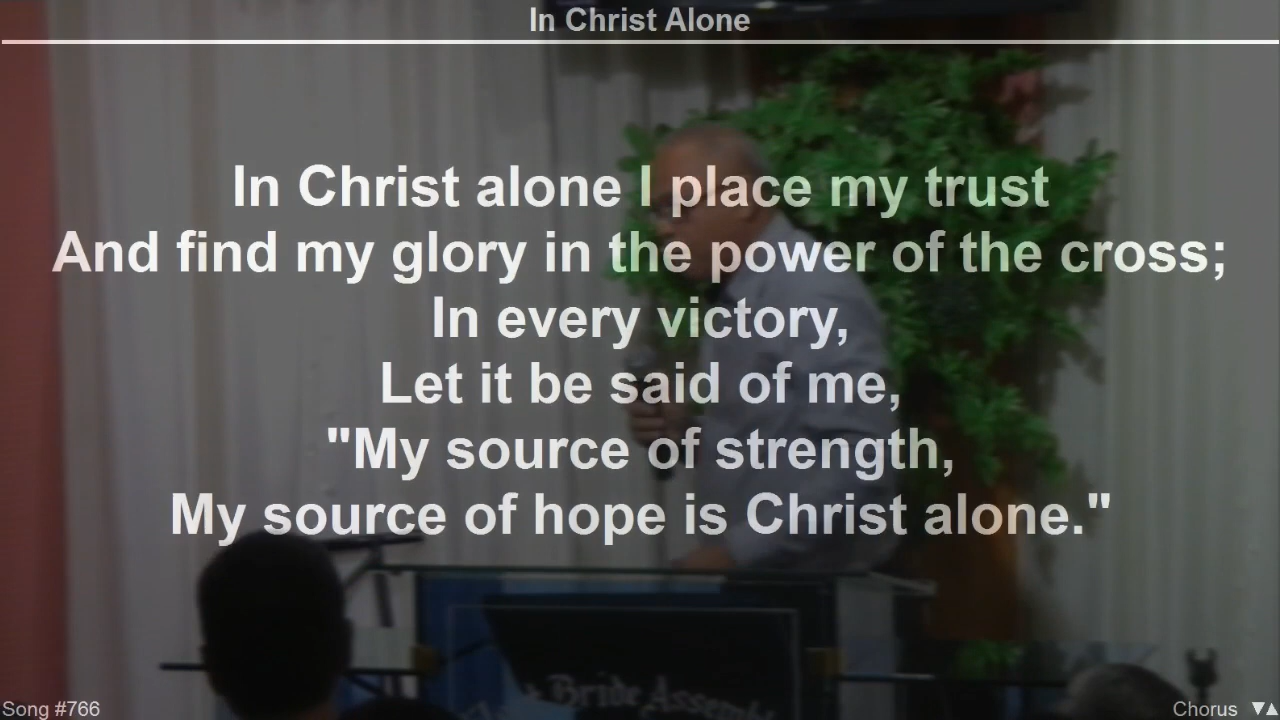 In Christ Alone
In Christ alone I place my trust
And find my glory in the power of the cross;
In every victory,
Let it be said of me,
"My source of strength,
My source of hope is Christ alone."
Bride Assembl
Song #766
Chorus ▼▲